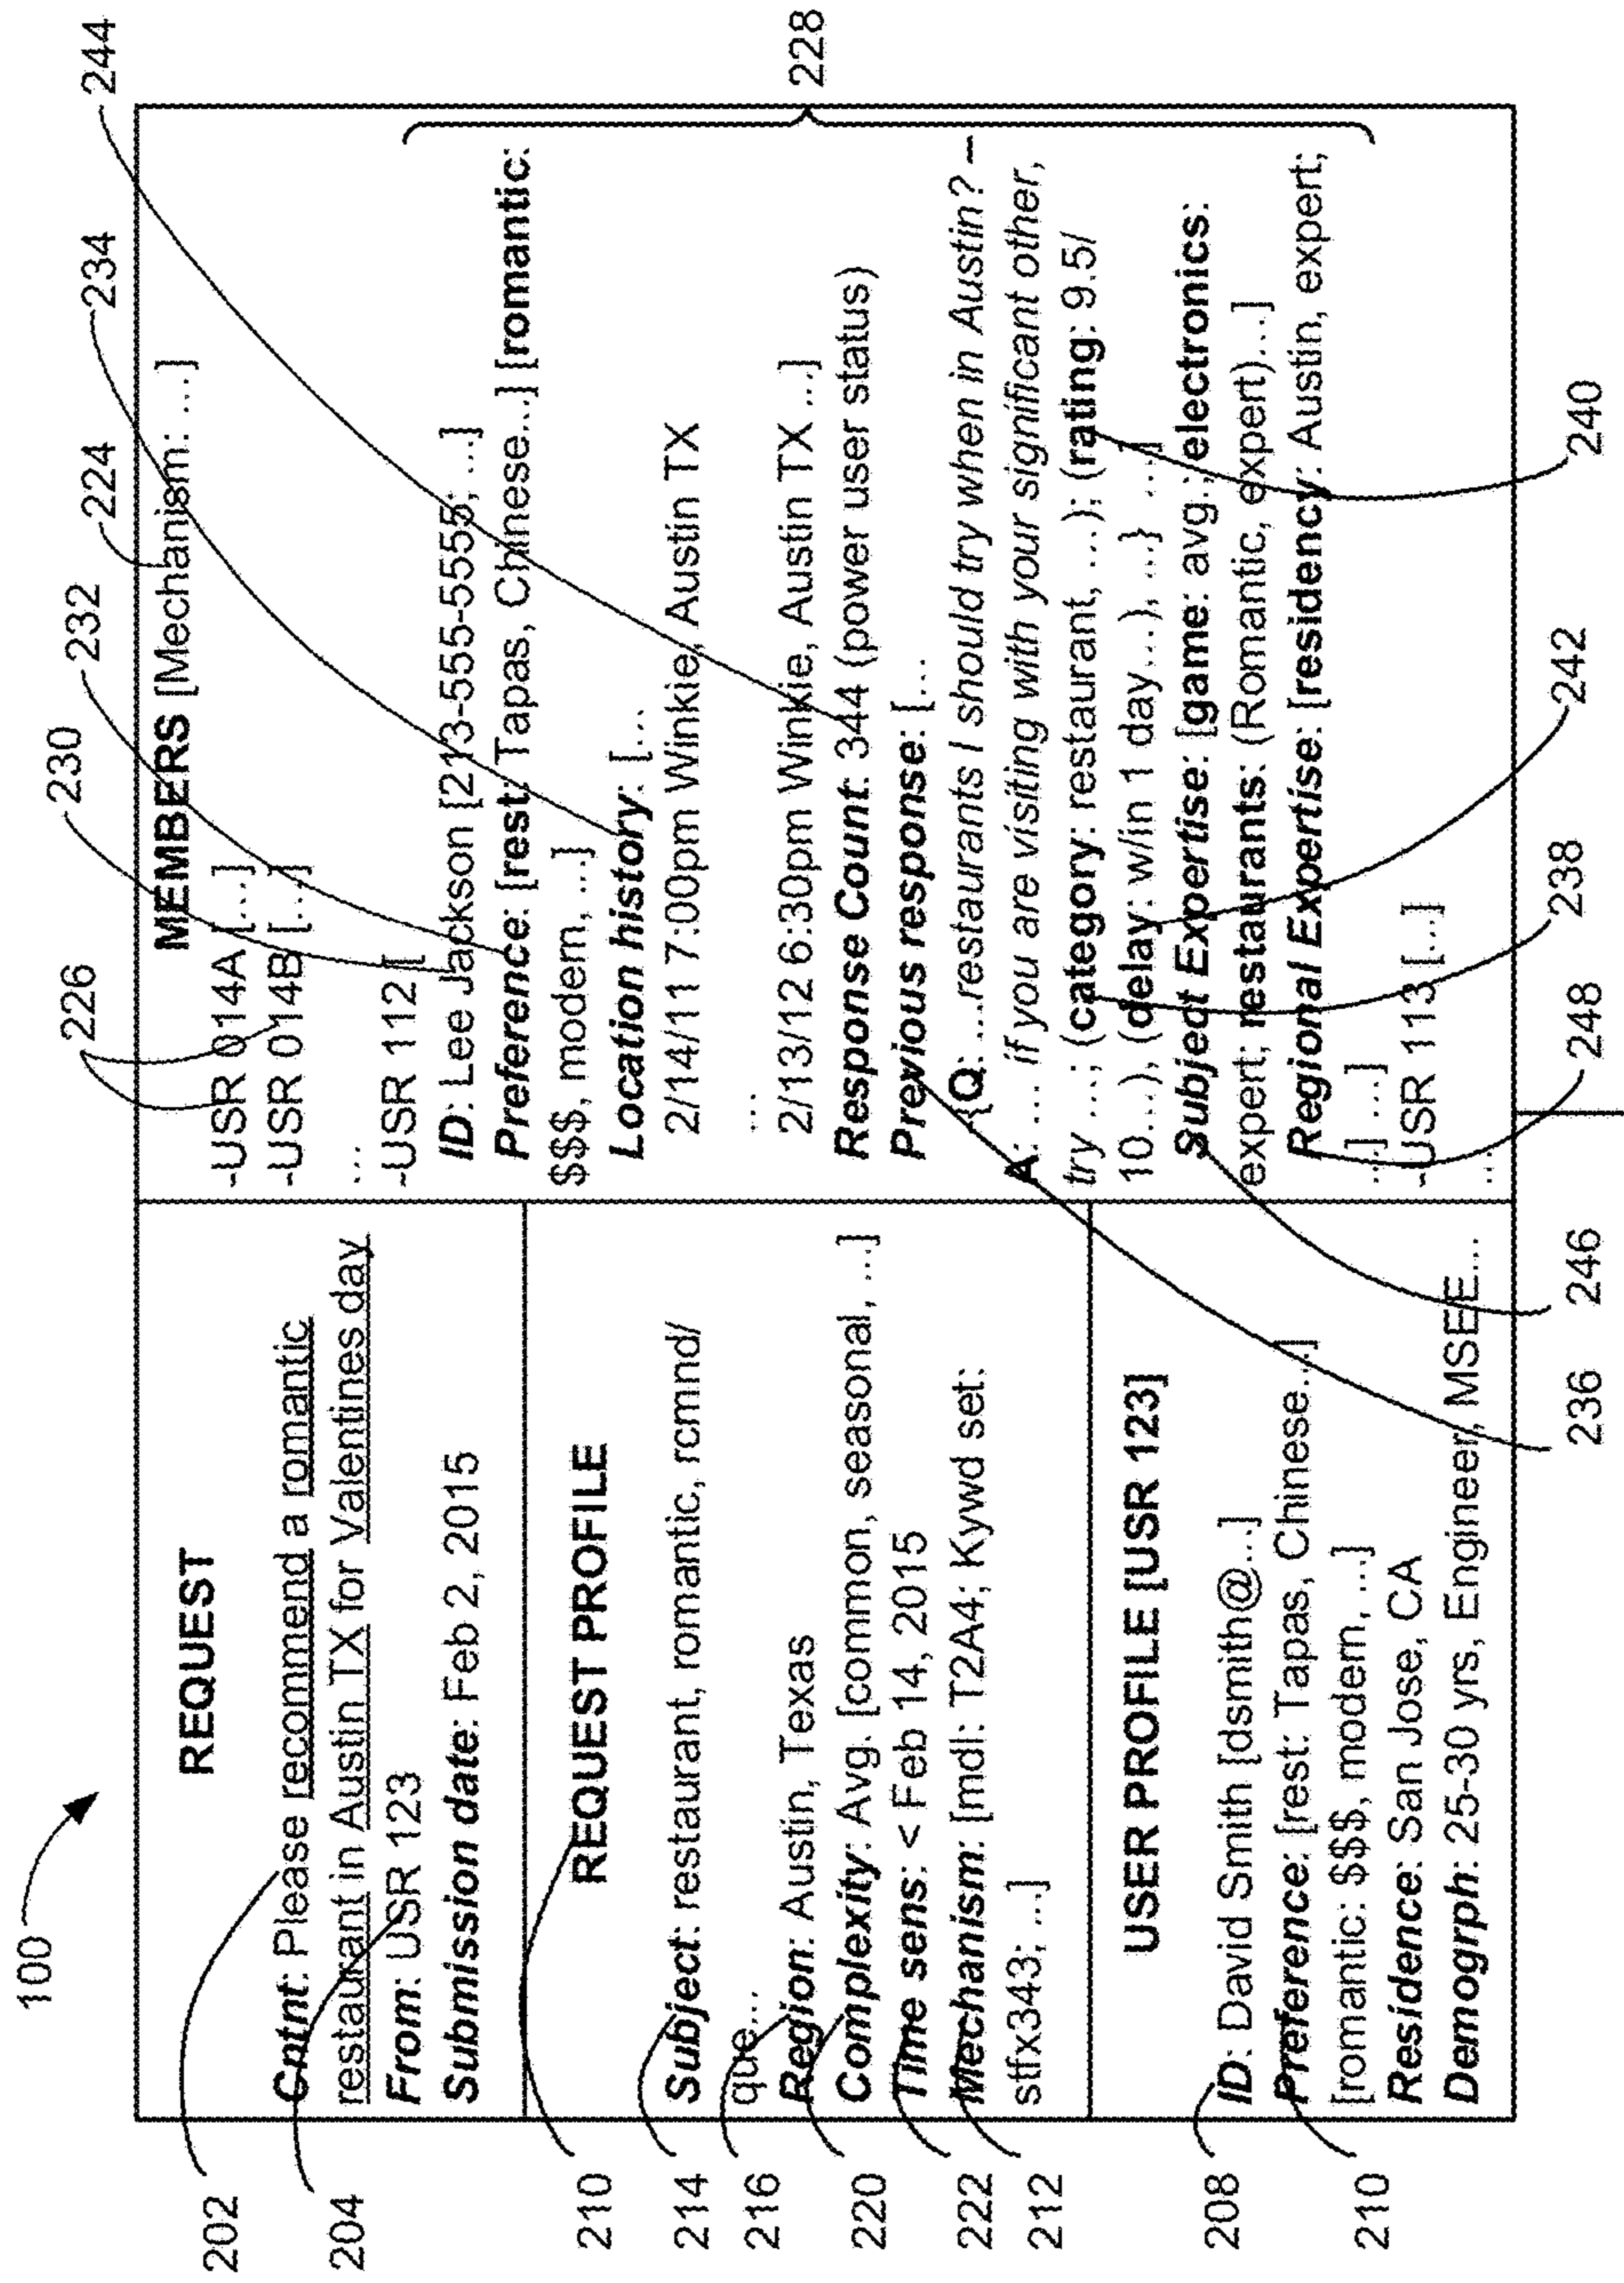 100
REQUEST
Cntnt: Please recommend a romantic
restaurant in Austin TX for Valentines day
From: USR 123
Submission date: Feb 2, 2015
REQUEST PROFILE
Subject: restaurant, romantic, rcmnd/
que...
Region: Austin, Texas
Complexity: Avg. [common, seasonal, ...]
Time sens: < Feb 14, 2015
Mechanism: [mdl: T2A4; Kywd set:
stfx343; ...]
USER PROFILE [USR 123]
ID: David Smith [dsmith@...]
Preference: [rest: Tapas, Chinese...]
[romantic: $$$, modern, ...]
Residence: San Jose, CA
Demogrph: 25-30 yrs, Engineer, MSEE...
202
204
210
214
216
220
222
212
208
210
MEMBERS [Mechanism: ...]
-USR 014A [...]
-USR 014B [...]
...
-USR 112 [
ID: Lee Jackson [213-555-5555; ...]
Preference: [rest: Tapas, Chinese...] [romantic:
$$$, modern, ...]
Location history: [...
2/14/11 7:00pm Winkie, Austin TX
...
2/13/12 6:30pm Winkie, Austin TX ...]
Response Count: 344 (power user status)
Previous response: [...
{Q: ...restaurants I should try when in Austin? –
A: ... if you are visiting with your significant other,
try ...; (category: restaurant, ...); (rating: 9.5/
10...), (delay: w/in 1 day...), ...} ...]
Subject Expertise: [game: avg.; electronics:
expert; restaurants: (Romantic, expert)...]
Regional Expertise: [residency: Austin, expert;
...] ...]
-USR 113 [...]
...
226
230
232
224
234
244
228
236
246
248
238
242
240